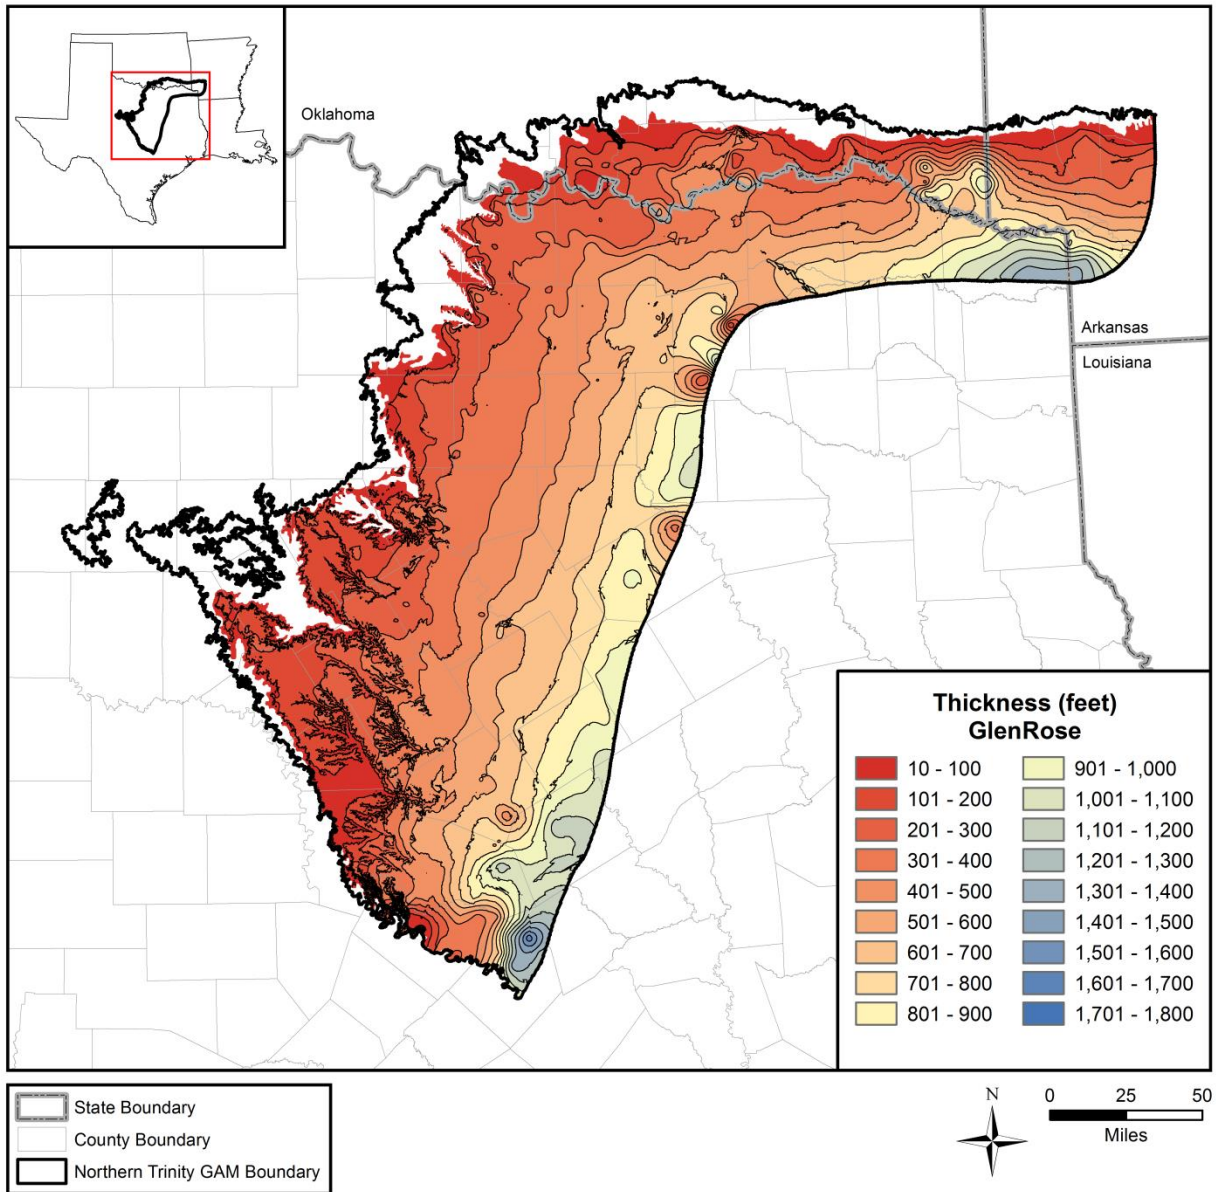 Oklahoma
Arkansas
Louisiana
Thickness (feet)
GlenRose
10 - 100
101 - 200
201 - 300
301 - 400
401 - 500
501 - 600
601 - 700
701 - 800
801 - 900
901 - 1,000
1,001 - 1,100
1,101 - 1,200
1,201 - 1,300
1,301 - 1,400
1,401 - 1,500
1,501 - 1,600
1,601 - 1,700
1,701 - 1,800
State Boundary
County Boundary
Northern Trinity GAM Boundary
N
0 25 50
Miles